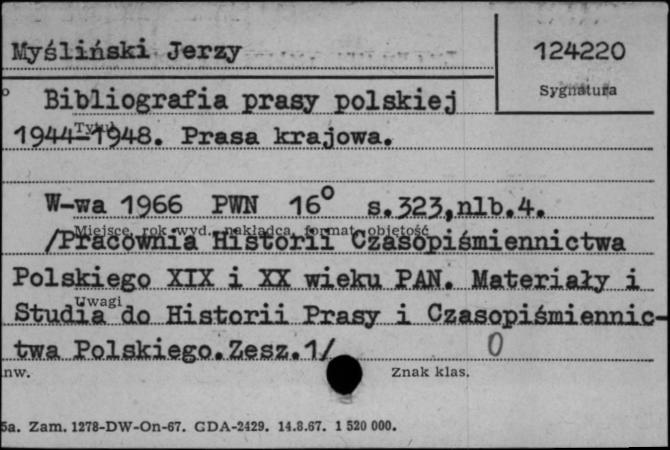 Myśliński Jerzy
124220
Sygnatura
Bibliografia prasy polskiej
Tytuł
1944-1948. Prasa krajowa.
W-wa 1966 PWN 16° s.323,nlb.4.
Miejsce, rok wyd., nakładca, format, objętość
/Pracownia Historii Czasopiśmiennictwa
Polskiego XIX i XX wieku PAN. Materiały i
Uwagi
Studia do Historii Prasy i Czasopiśmiennic-
twa Polskiego.Zesz.1/
0
nw.
Znak klas.
5a. Zam. 1278-DW-On-67. GDA-2429. 14.8.67. 1 520 000.